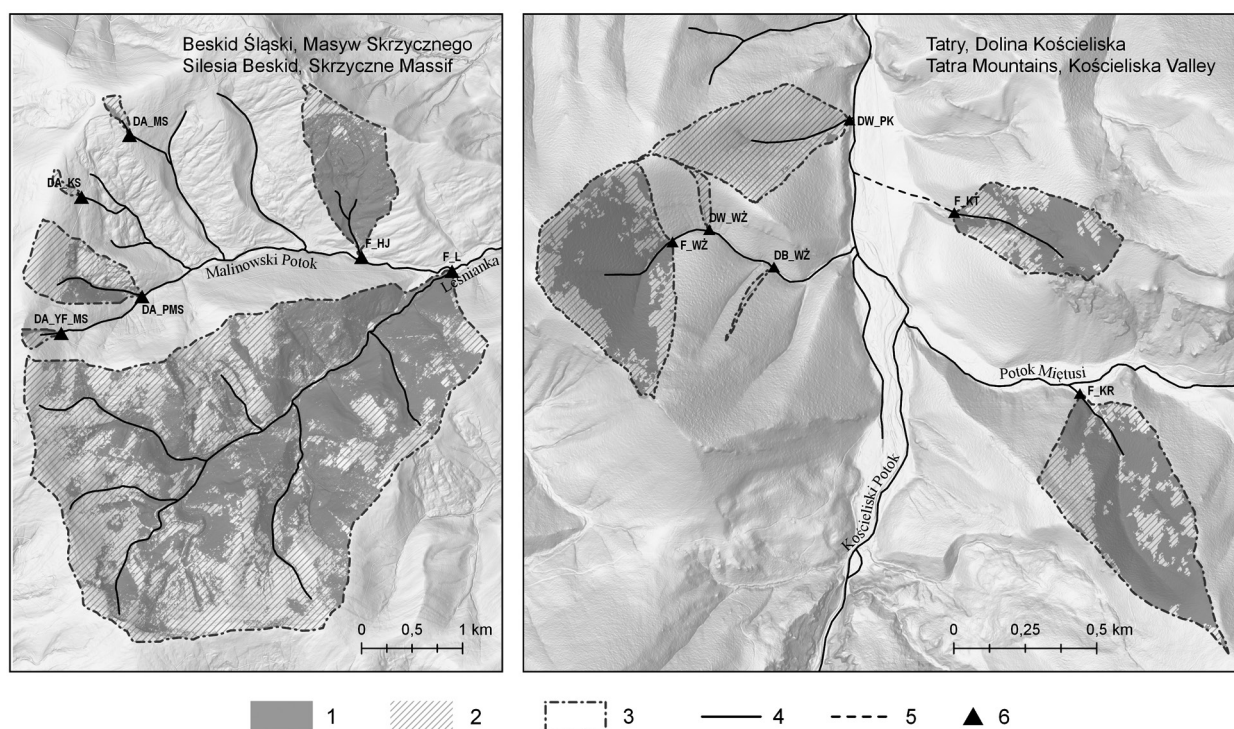 Beskid Śląski, Masyw Skrzycznego
Silesia Beskid, Skrzyczne Massif
DA_MS
DA_KS
F_HJ
F_L
Malinowski Potok
Leśnianka
DA_PMS
DA_YF_MS
0 0,5 1 km
Tatry, Dolina Kościeliska
Tatra Mountains, Kościeliska Valley
DW_PK
F_KT
DW_WŻ
F_WŻ
DB_WŻ
Potok Miętusi
F_KR
Kościeliski Potok
0 0,25 0,5 km
1 2 3 4 5 6